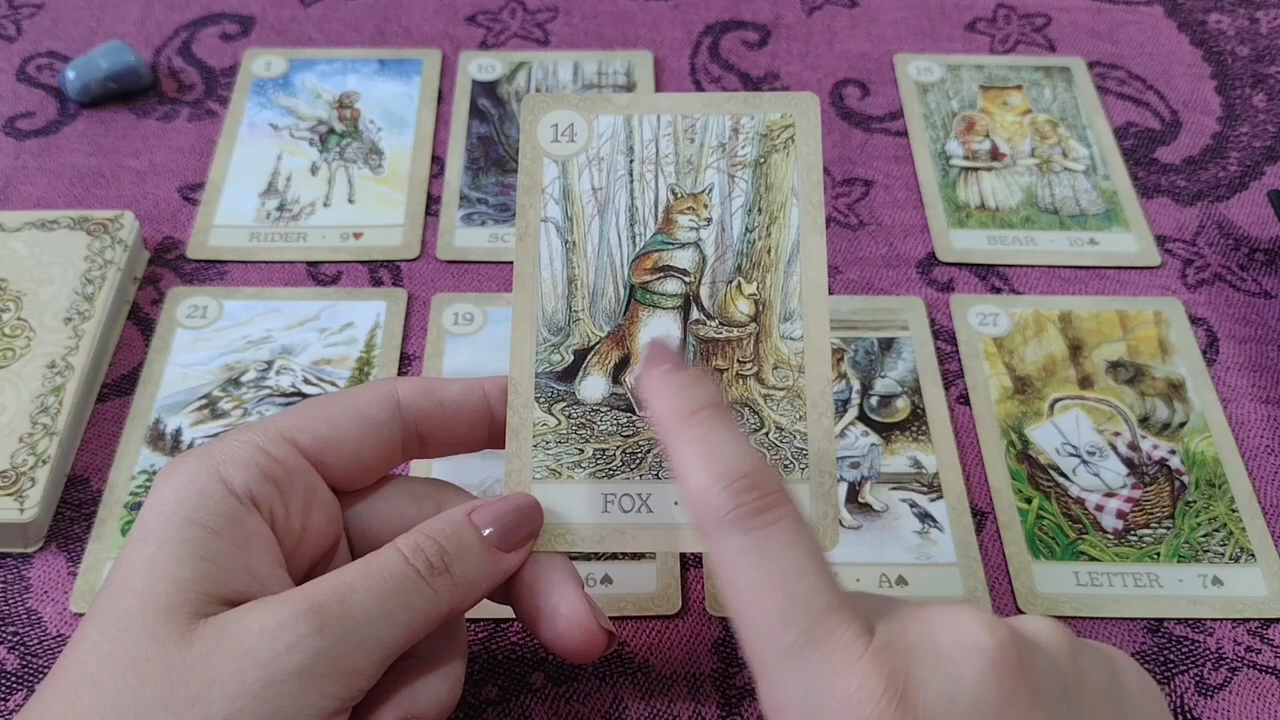 1
RIDER · 9♥
10
14
FOX ·
15
BEAR · 10♣
21
19
6♠
· A♠
27
LETTER · 7♠